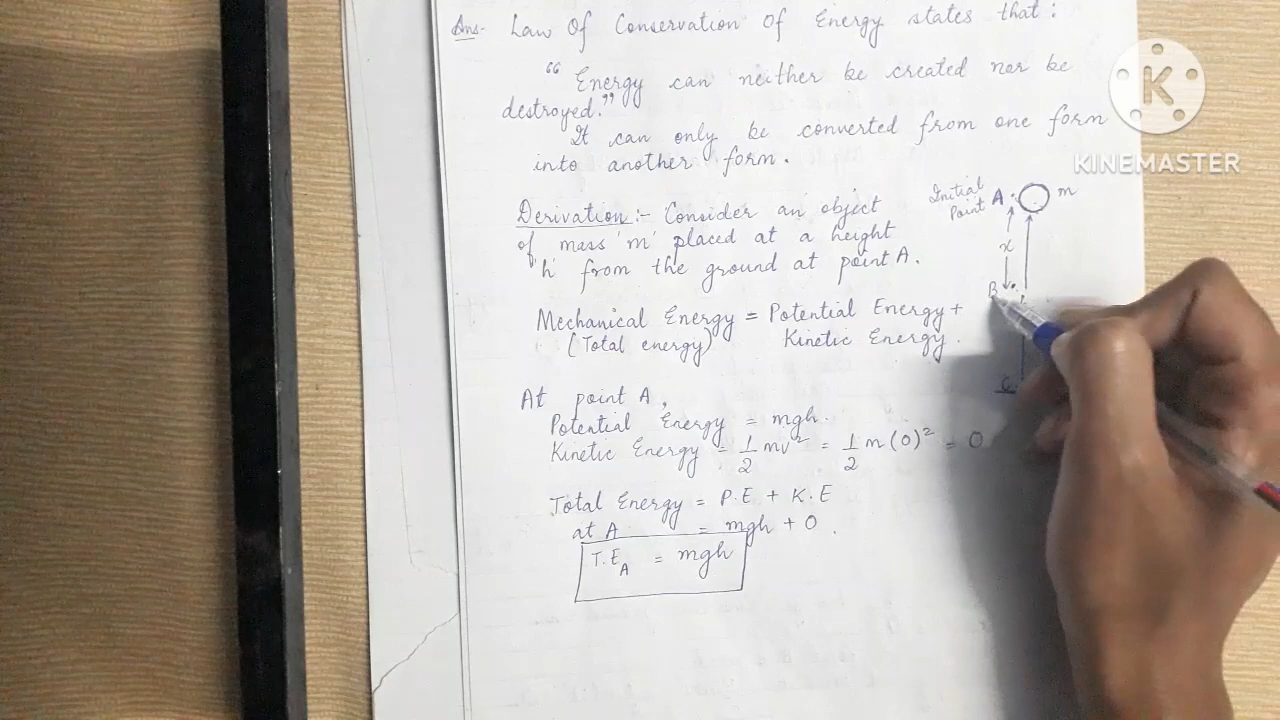 Ans- Law Of Conservation Of Energy states that :
“ Energy can neither be created nor be
destroyed.”
It can only be converted from one form
into another form.
Derivation :- Consider an object
of mass 'm' placed at a height
'h' from the ground at point A.
Mechanical Energy = Potential Energy +
(Total energy) Kinetic Energy.
At point A,
Potential Energy = mgh.
Kinetic Energy = 1/2 mv² = 1/2 m(0)² = 0
Total Energy = P.E + K.E
at A = mgh + 0.
T.E_A = mgh
Initial
Point A. m
x
B
C
K
KINEMASTER